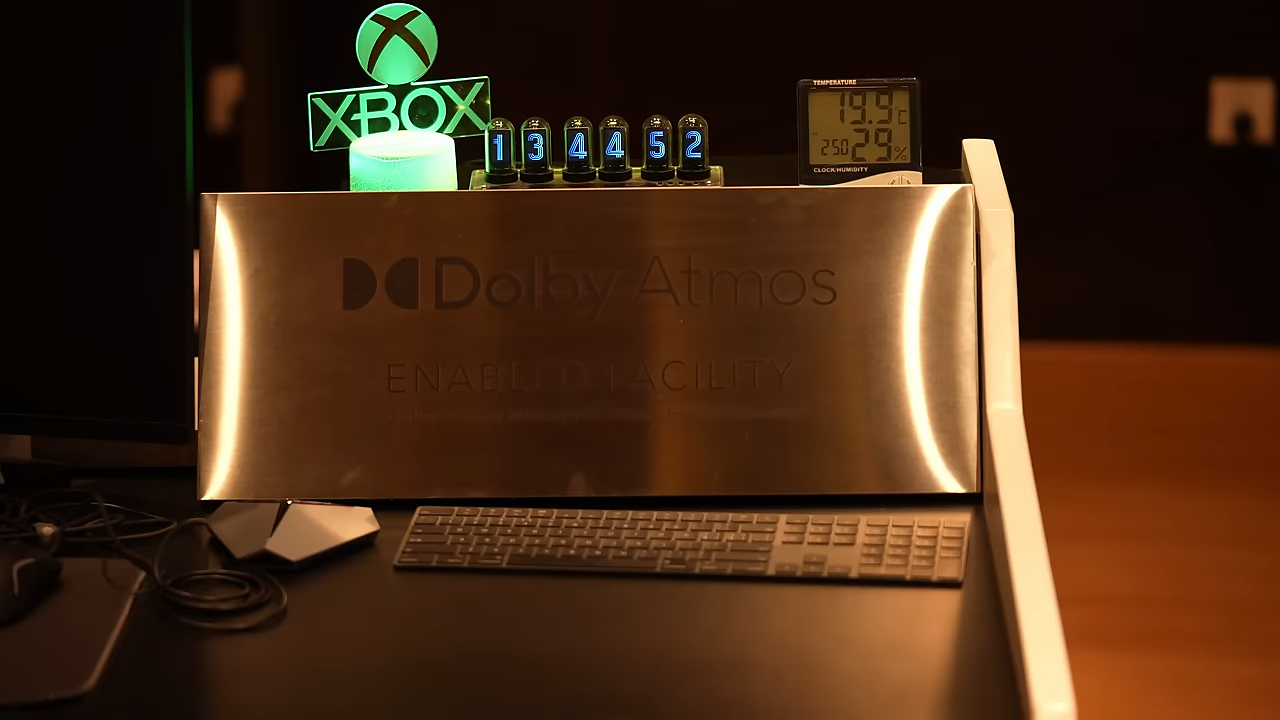 XBOX
134452
TEMPERATURE
19.9°C
2:50 29%
CLOCK/HUMIDITY
Dolby Atmos
ENABLED FACILITY